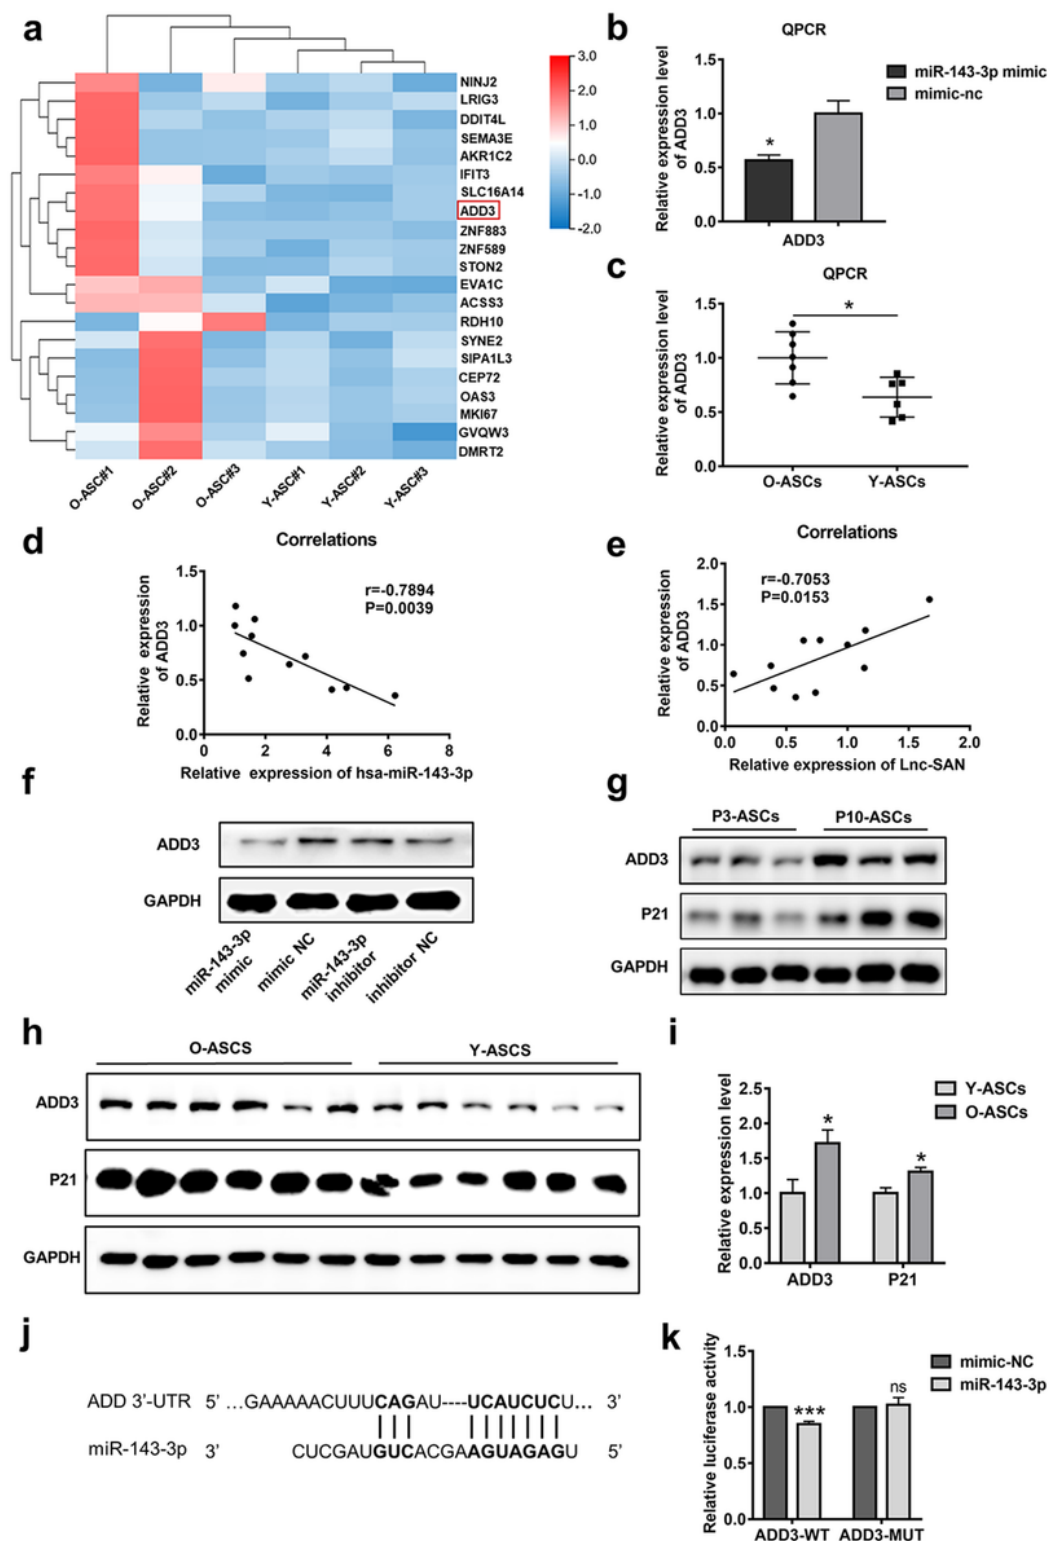 a
3.0
2.0
1.0
0.0
-1.0
-2.0
NINJ2
LRIG3
DDIT4L
SEMA3E
AKR1C2
IFIT3
SLC16A14
ADD3
ZNF883
ZNF589
STON2
EVA1C
ACSS3
RDH10
SYNE2
SIPA1L3
CEP72
OAS3
MKI67
GVQW3
DMRT2
O-ASC#1
O-ASC#2
O-ASC#3
Y-ASC#1
Y-ASC#2
Y-ASC#3
b
QPCR
Relative expression level
of ADD3
1.5
1.0
0.5
0.0
*
ADD3
miR-143-3p mimic
mimic-nc
c
QPCR
Relative expression level
of ADD3
1.5
1.0
0.5
0.0
*
O-ASCs
Y-ASCs
d
Correlations
Relative expression
of ADD3
1.5
1.0
0.5
0.0
r=-0.7894
P=0.0039
0 2 4 6 8
Relative expression of hsa-miR-143-3p
e
Correlations
Relative expression
of ADD3
2.0
1.5
1.0
0.5
0.0
r=-0.7053
P=0.0153
0.0 0.5 1.0 1.5 2.0
Relative expression of Lnc-SAN
f
ADD3
GAPDH
miR-143-3p
mimic
mimic NC
miR-143-3p
inhibitor
inhibitor NC
g
P3-ASCs P10-ASCs
ADD3
P21
GAPDH
h
O-ASCS Y-ASCS
ADD3
P21
GAPDH
i
Relative expression level
2.5
2.0
1.5
1.0
0.5
0.0
*
*
ADD3 P21
Y-ASCs
O-ASCs
j
ADD 3'-UTR 5' ...GAAAAACUUUCAGAU----UCAUCUCU... 3'
miR-143-3p 3' CUCGAUGUCACGAAGUAGAGU 5'
k
Relative luciferase activity
1.5
1.0
0.5
0.0
***
ns
ADD3-WT ADD3-MUT
mimic-NC
miR-143-3p